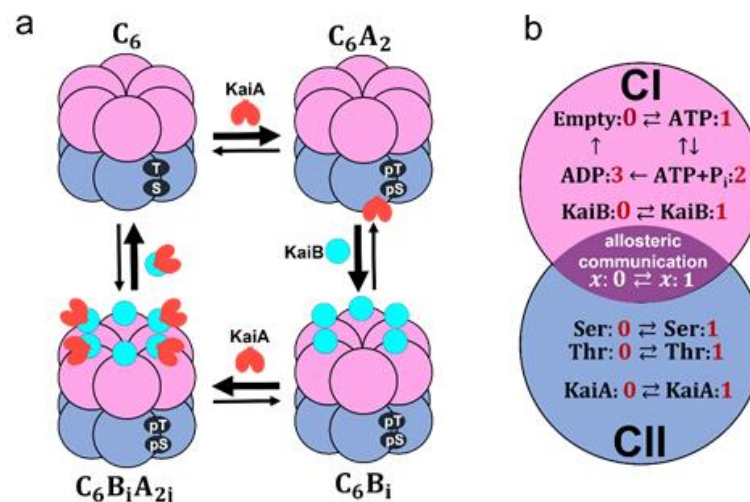 a
C₆
C₆A₂
KaiA
T
S
pT
pS
KaiB
KaiA
pT
pS
pT
pS
C₆BᵢA₂ⱼ
C₆Bᵢ
b
CI
Empty:0 ⇄ ATP:1
↑ ↑↓
ADP:3 ← ATP+Pᵢ:2
KaiB:0 ⇄ KaiB:1
allosteric
communication
x: 0 ⇄ x: 1
Ser: 0 ⇄ Ser:1
Thr: 0 ⇄ Thr:1
KaiA: 0 ⇄ KaiA:1
CII